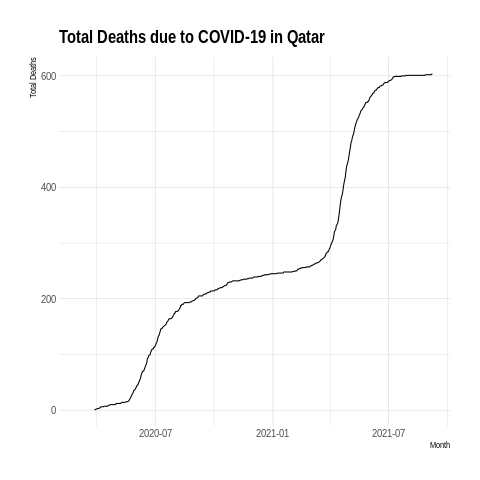 Total Deaths due to COVID-19 in Qatar
Total Deaths
600
400
200
0
2020-07
2021-01
2021-07
Month